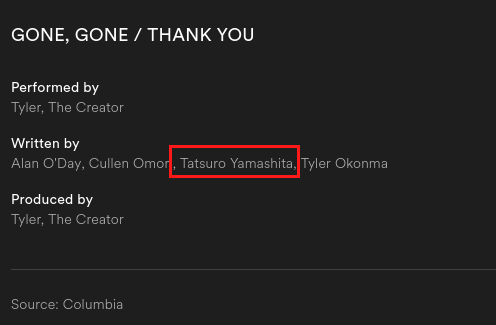 GONE, GONE / THANK YOU
Performed by
Tyler, The Creator
Written by
Alan O'Day, Cullen Omori, Tatsuro Yamashita, Tyler Okonma
Produced by
Tyler, The Creator
Source: Columbia